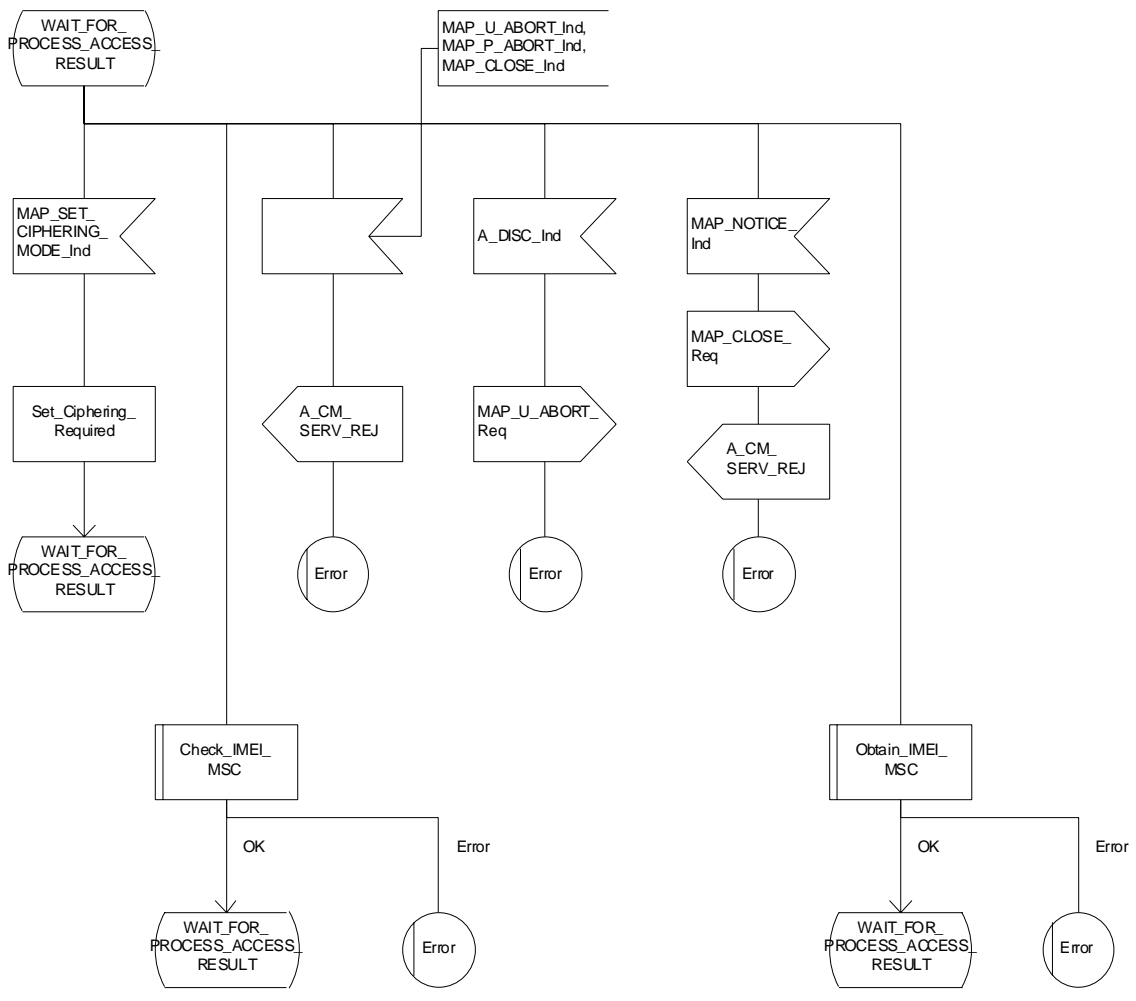 WAIT_FOR_
PROCESS_ACCESS_
RESULT
MAP_U_ABORT_Ind,
MAP_P_ABORT_Ind,
MAP_CLOSE_Ind
MAP_SET_
CIPHERING_
MODE_Ind
A_DISC_Ind
MAP_NOTICE_
Ind
MAP_CLOSE_
Req
Set_Ciphering_
Required
A_CM_
SERV_REJ
MAP_U_ABORT_
Req
A_CM_
SERV_REJ
WAIT_FOR_
PROCESS_ACCESS_
RESULT
Error
Error
Error
Check_IMEI_
MSC
Obtain_IMEI_
MSC
OK
Error
OK
Error
WAIT_FOR_
PROCESS_ACCESS_
RESULT
Error
WAIT_FOR_
PROCESS_ACCESS_
RESULT
Error